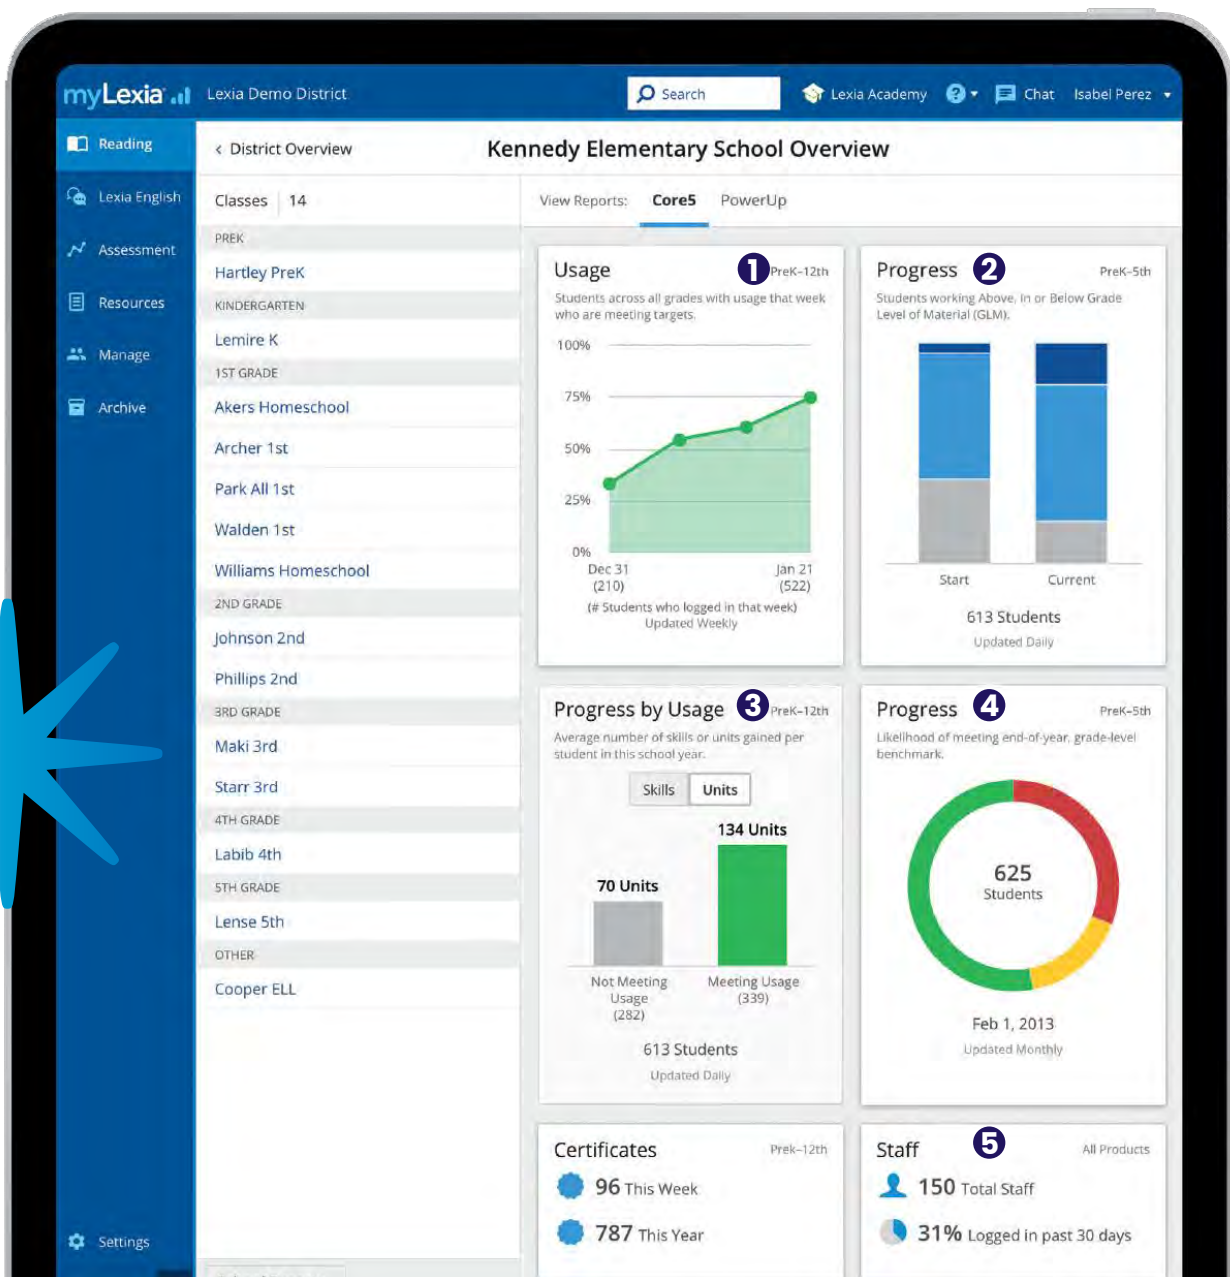 myLexia
Lexia Demo District
Search
Lexia Academy
?
Chat
Isabel Perez
Reading
Lexia English
Assessment
Resources
Manage
Archive
Settings
‹ District Overview
Kennedy Elementary School Overview
Classes 14
PREK
Hartley PreK
KINDERGARTEN
Lemire K
1ST GRADE
Akers Homeschool
Archer 1st
Park All 1st
Walden 1st
Williams Homeschool
2ND GRADE
Johnson 2nd
Phillips 2nd
3RD GRADE
Maki 3rd
Starr 3rd
4TH GRADE
Labib 4th
5TH GRADE
Lense 5th
OTHER
Cooper ELL
View Reports: Core5 PowerUp
Usage 1 PreK–12th
Students across all grades with usage that week
who are meeting targets.
100%
75%
50%
25%
0%
Dec 31 Jan 21
(210) (522)
(# Students who logged in that week)
Updated Weekly
Progress 2 PreK–5th
Students working Above, In or Below Grade
Level of Material (GLM).
Start Current
613 Students
Updated Daily
Progress by Usage 3 PreK–12th
Average number of skills or units gained per
student in this school year.
Skills Units
134 Units
70 Units
Not Meeting Meeting Usage
Usage (339)
(282)
613 Students
Updated Daily
Progress 4 PreK–5th
Likelihood of meeting end-of-year, grade-level
benchmark.
625
Students
Feb 1, 2013
Updated Monthly
Certificates Prek–12th
96 This Week
787 This Year
Staff 5 All Products
150 Total Staff
31% Logged in past 30 days